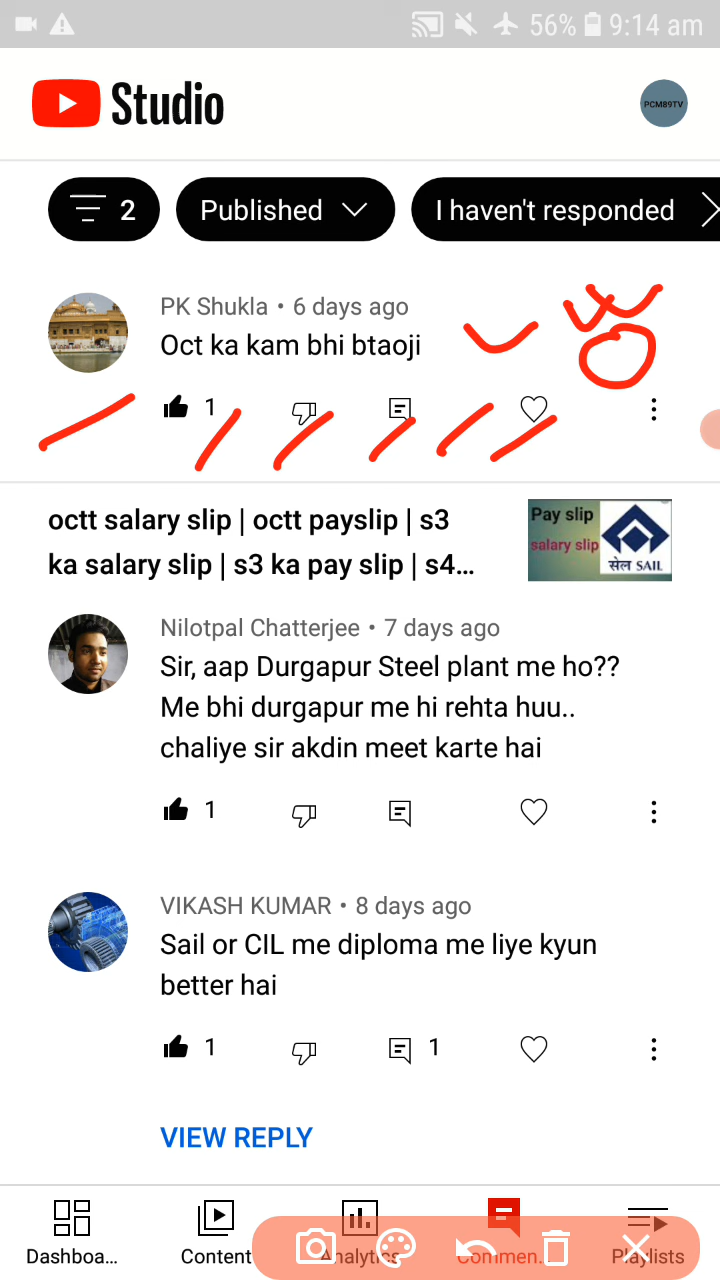 56% 9:14 am
Studio
PCM89TV
2 Published I haven't responded
PK Shukla • 6 days ago
Oct ka kam bhi btaoji
1
octt salary slip | octt payslip | s3
ka salary slip | s3 ka pay slip | s4...
Pay slip
salary slip
सेल SAIL
Nilotpal Chatterjee • 7 days ago
Sir, aap Durgapur Steel plant me ho??
Me bhi durgapur me hi rehta huu..
chaliye sir akdin meet karte hai
1
VIKASH KUMAR • 8 days ago
Sail or CIL me diploma me liye kyun
better hai
1 1
VIEW REPLY
Dashboa... Content Analytics Commen... Playlists